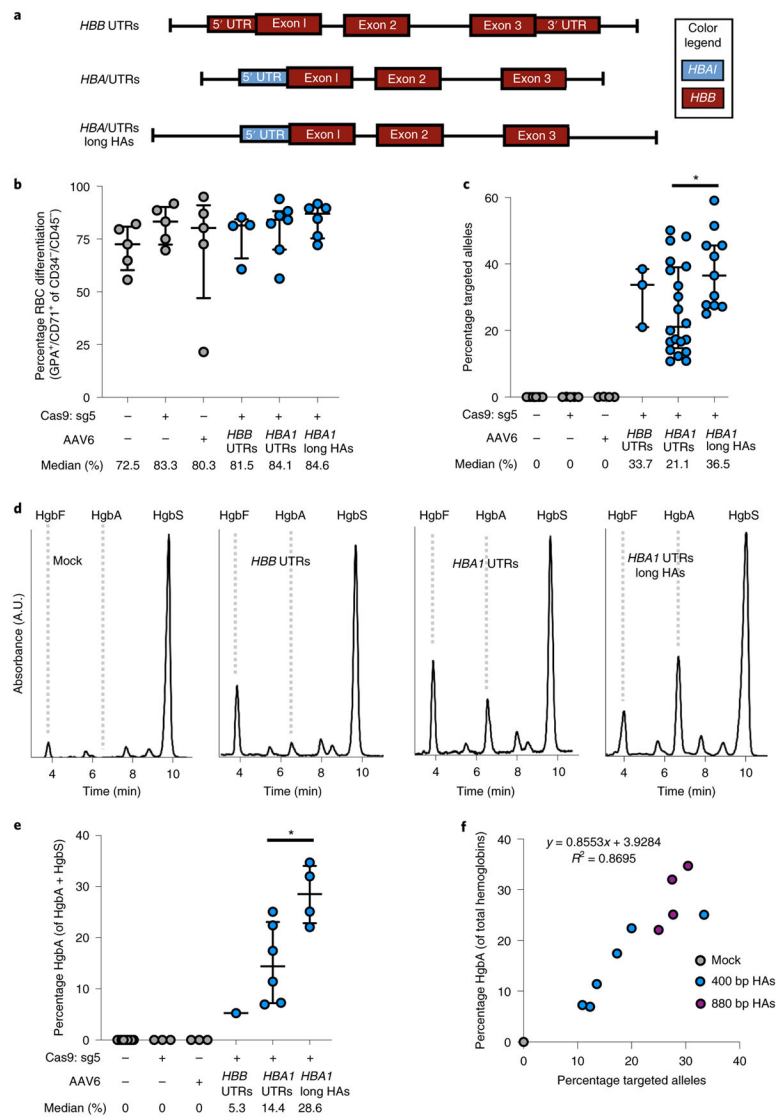 a
HBB UTRs
5′ UTR Exon I Exon 2 Exon 3 3′ UTR
HBA/UTRs
5′ UTR Exon I Exon 2 Exon 3
HBA/UTRs
long HAs
5′ UTR Exon I Exon 2 Exon 3
Color
legend
HBAI
HBB
b
Percentage RBC differentiation
(GPA+/CD71+ of CD34−/CD45−)
100
75
50
25
0
Cas9: sg5 – + – + + +
AAV6 – – + HBB UTRs HBA1 UTRs HBA1 long HAs
Median (%) 72.5 83.3 80.3 81.5 84.1 84.6
c
*
Percentage targeted alleles
60
40
20
0
Cas9: sg5 – + – + + +
AAV6 – – + HBB UTRs HBA1 UTRs HBA1 long HAs
Median (%) 0 0 0 33.7 21.1 36.5
d
Absorbance (A.U.)
HgbF HgbA HgbS
Mock
4 6 8 10
Time (min)
HgbF HgbA HgbS
HBB UTRs
4 6 8 10
Time (min)
HgbF HgbA HgbS
HBA1 UTRs
4 6 8 10
Time (min)
HgbF HgbA HgbS
HBA1 UTRs
long HAs
4 6 8 10
Time (min)
e
*
Percentage HgbA (of HgbA + HgbS)
40
30
20
10
0
Cas9: sg5 – + – + + +
AAV6 – – + HBB UTRs HBA1 UTRs HBA1 long HAs
Median (%) 0 0 0 5.3 14.4 28.6
f
y = 0.8553x + 3.9284
R² = 0.8695
Percentage HgbA (of total hemoglobins)
40
30
20
10
0
Mock
400 bp HAs
880 bp HAs
0 10 20 30 40
Percentage targeted alleles